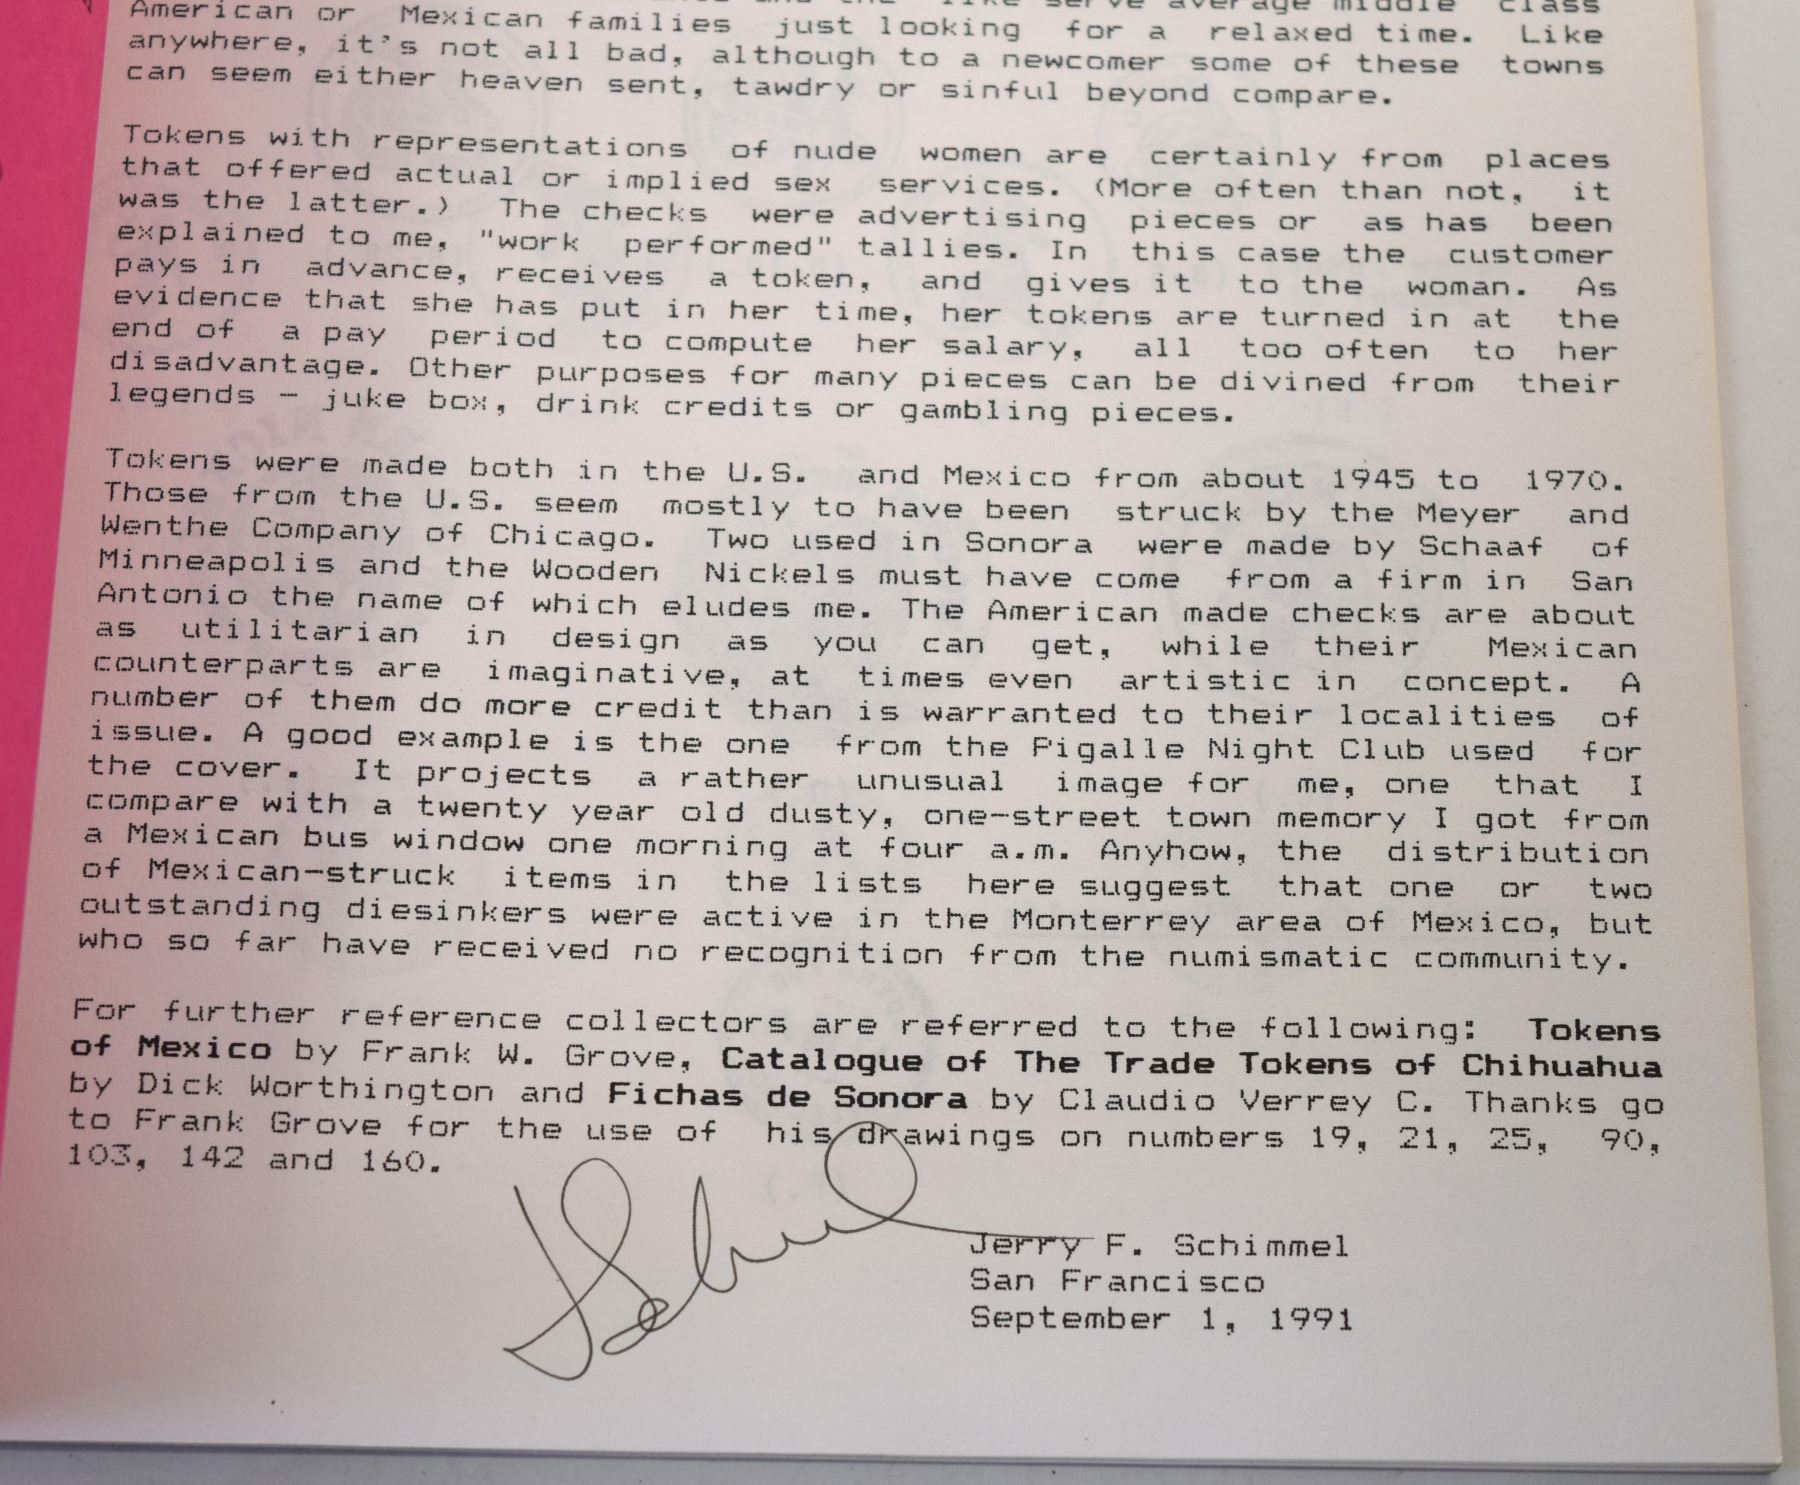 and the like serve average middle class
American or Mexican families just looking for a relaxed time. Like
anywhere, it's not all bad, although to a newcomer some of these towns
can seem either heaven sent, tawdry or sinful beyond compare.
Tokens with representations of nude women are certainly from places
that offered actual or implied sex services. (More often than not, it
was the latter.) The checks were advertising pieces or as has been
explained to me, "work performed" tallies. In this case the customer
pays in advance, receives a token, and gives it to the woman. As
evidence that she has put in her time, her tokens are turned in at the
end of a pay period to compute her salary, all too often to her
disadvantage. Other purposes for many pieces can be divined from their
legends - juke box, drink credits or gambling pieces.
Tokens were made both in the U.S. and Mexico from about 1945 to 1970.
Those from the U.S. seem mostly to have been struck by the Meyer and
Wenthe Company of Chicago. Two used in Sonora were made by Schaaf of
Minneapolis and the Wooden Nickels must have come from a firm in San
Antonio the name of which eludes me. The American made checks are about
as utilitarian in design as you can get, while their Mexican
counterparts are imaginative, at times even artistic in concept. A
number of them do more credit than is warranted to their localities of
issue. A good example is the one from the Pigalle Night Club used for
the cover. It projects a rather unusual image for me, one that I
compare with a twenty year old dusty, one-street town memory I got from
a Mexican bus window one morning at four a.m. Anyhow, the distribution
of Mexican-struck items in the lists here suggest that one or two
outstanding diesinkers were active in the Monterrey area of Mexico, but
who so far have received no recognition from the numismatic community.
For further reference collectors are referred to the following: Tokens
of Mexico by Frank W. Grove, Catalogue of The Trade Tokens of Chihuahua
by Dick Worthington and Fichas de Sonora by Claudio Verrey C. Thanks go
to Frank Grove for the use of his drawings on numbers 19, 21, 25, 90,
103, 142 and 160.
Jerry F. Schimmel
San Francisco
September 1, 1991